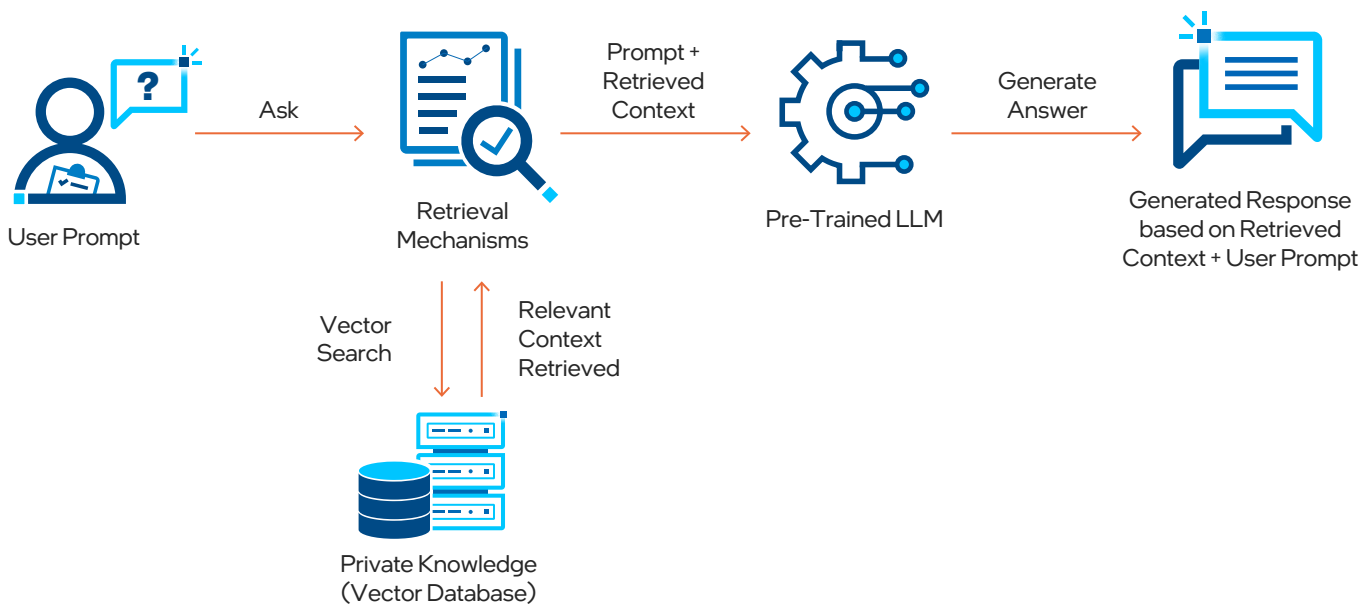 ?
Ask
Prompt +
Retrieved
Context
Generate
Answer
User Prompt
Retrieval
Mechanisms
Pre-Trained LLM
Generated Response
based on Retrieved
Context + User Prompt
Vector
Search
Relevant
Context
Retrieved
Private Knowledge
(Vector Database)